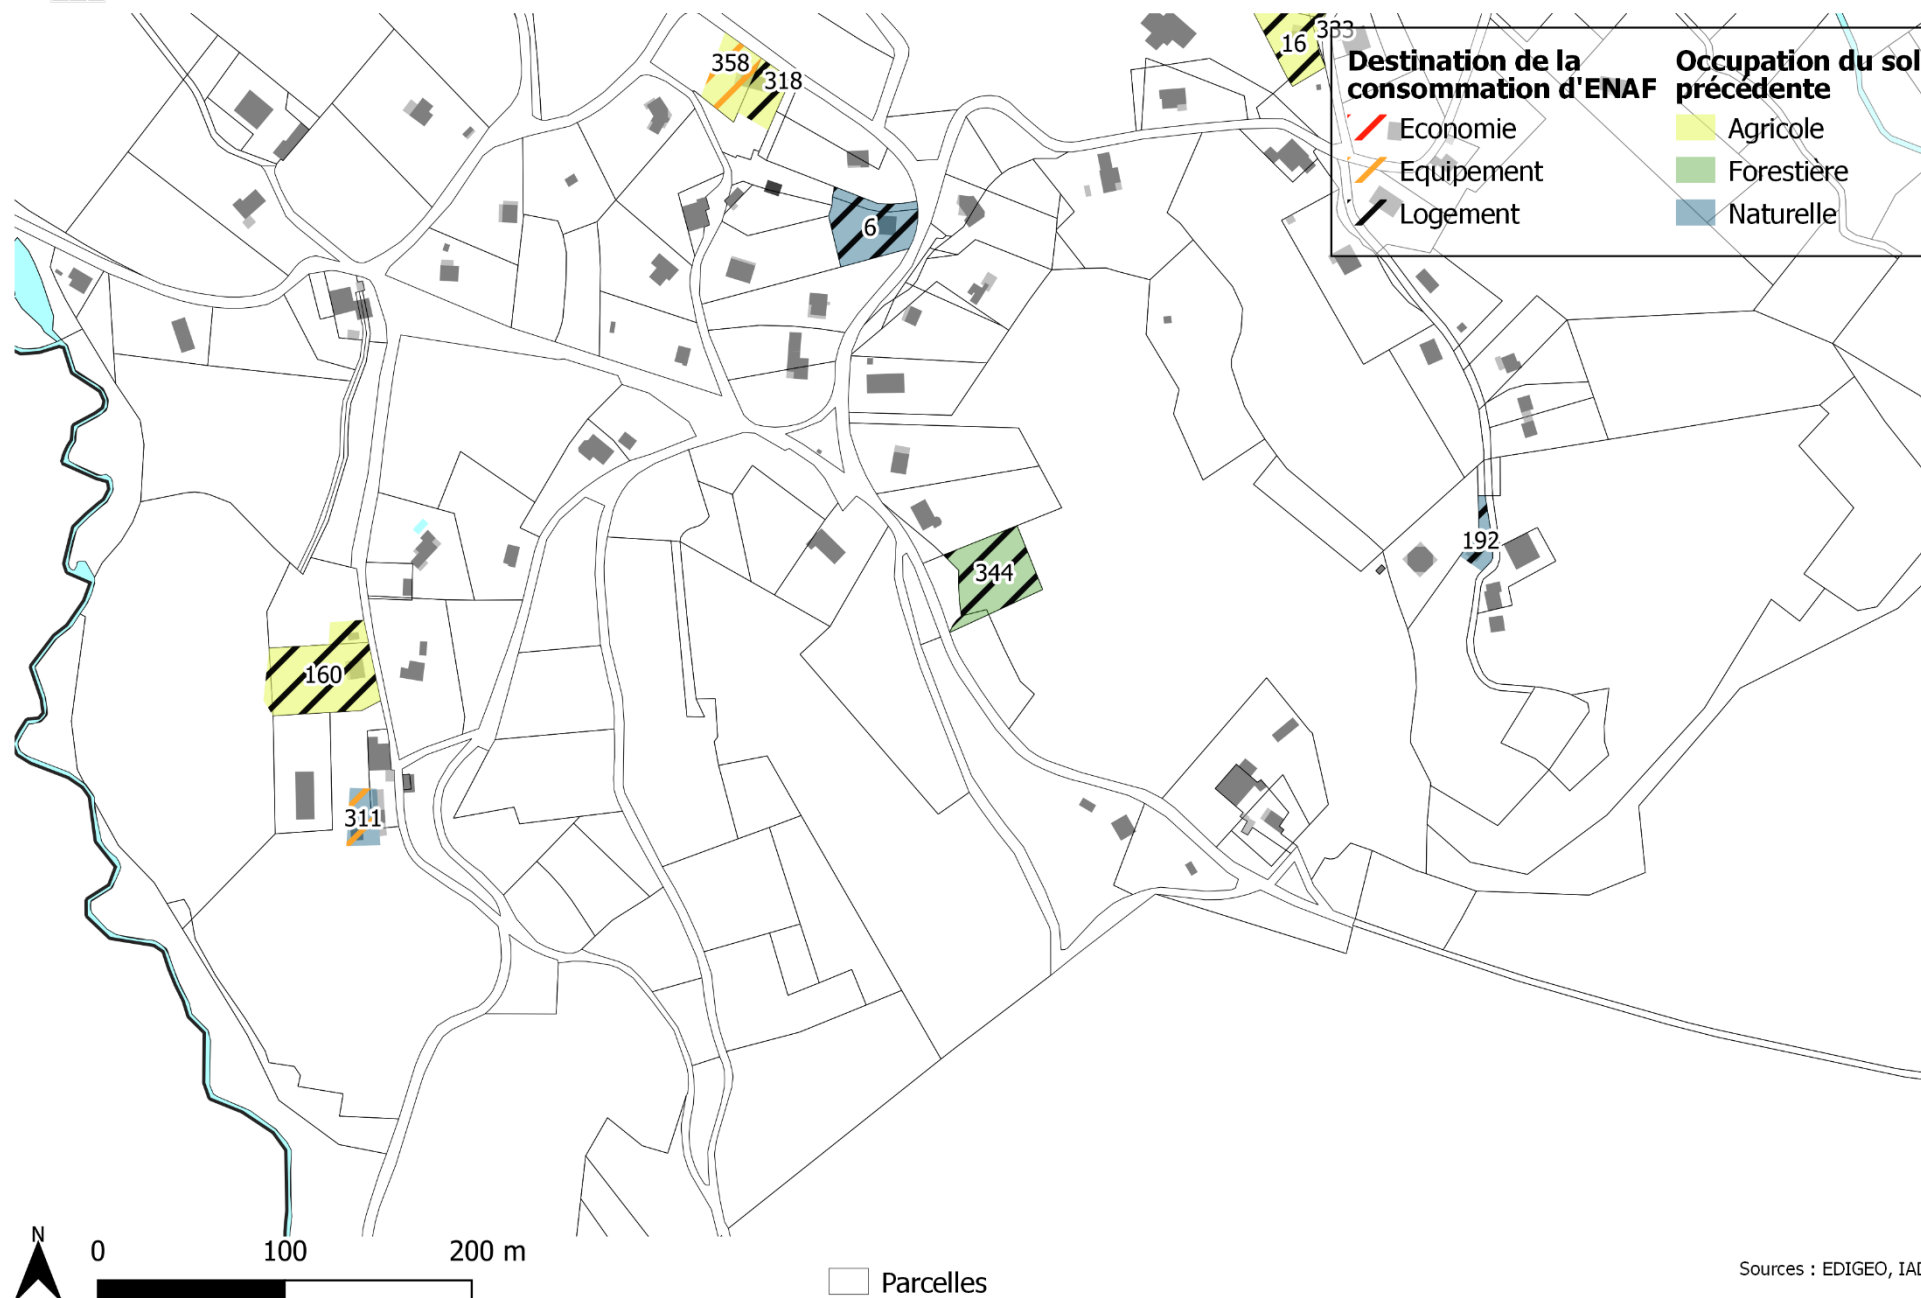 358
318
16
333
Destination de la
consommation d'ENAF
Economie
Equipement
Logement
Occupation du sol
précédente
Agricole
Forestière
Naturelle
6
192
344
160
311
N
0 100 200 m
Parcelles
Sources : EDIGEO, IAD